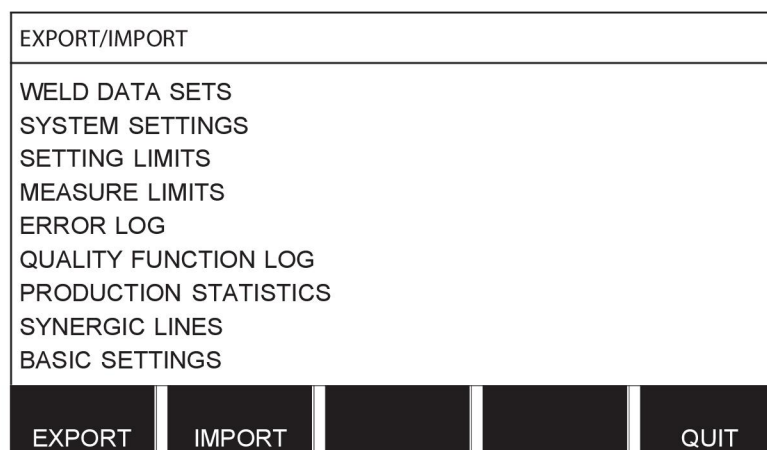 EXPORT/IMPORT
WELD DATA SETS
SYSTEM SETTINGS
SETTING LIMITS
MEASURE LIMITS
ERROR LOG
QUALITY FUNCTION LOG
PRODUCTION STATISTICS
SYNERGIC LINES
BASIC SETTINGS
EXPORT IMPORT QUIT